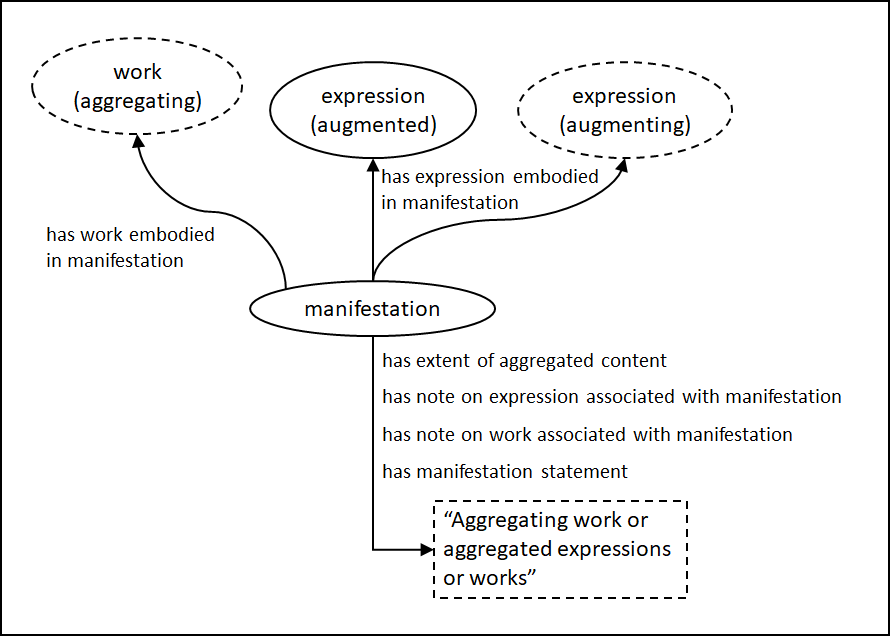 work
(aggregating)
expression
(augmented)
expression
(augmenting)
has expression embodied
in manifestation
has work embodied
in manifestation
manifestation
has extent of aggregated content
has note on expression associated with manifestation
has note on work associated with manifestation
has manifestation statement
“Aggregating work or
aggregated expressions
or works”